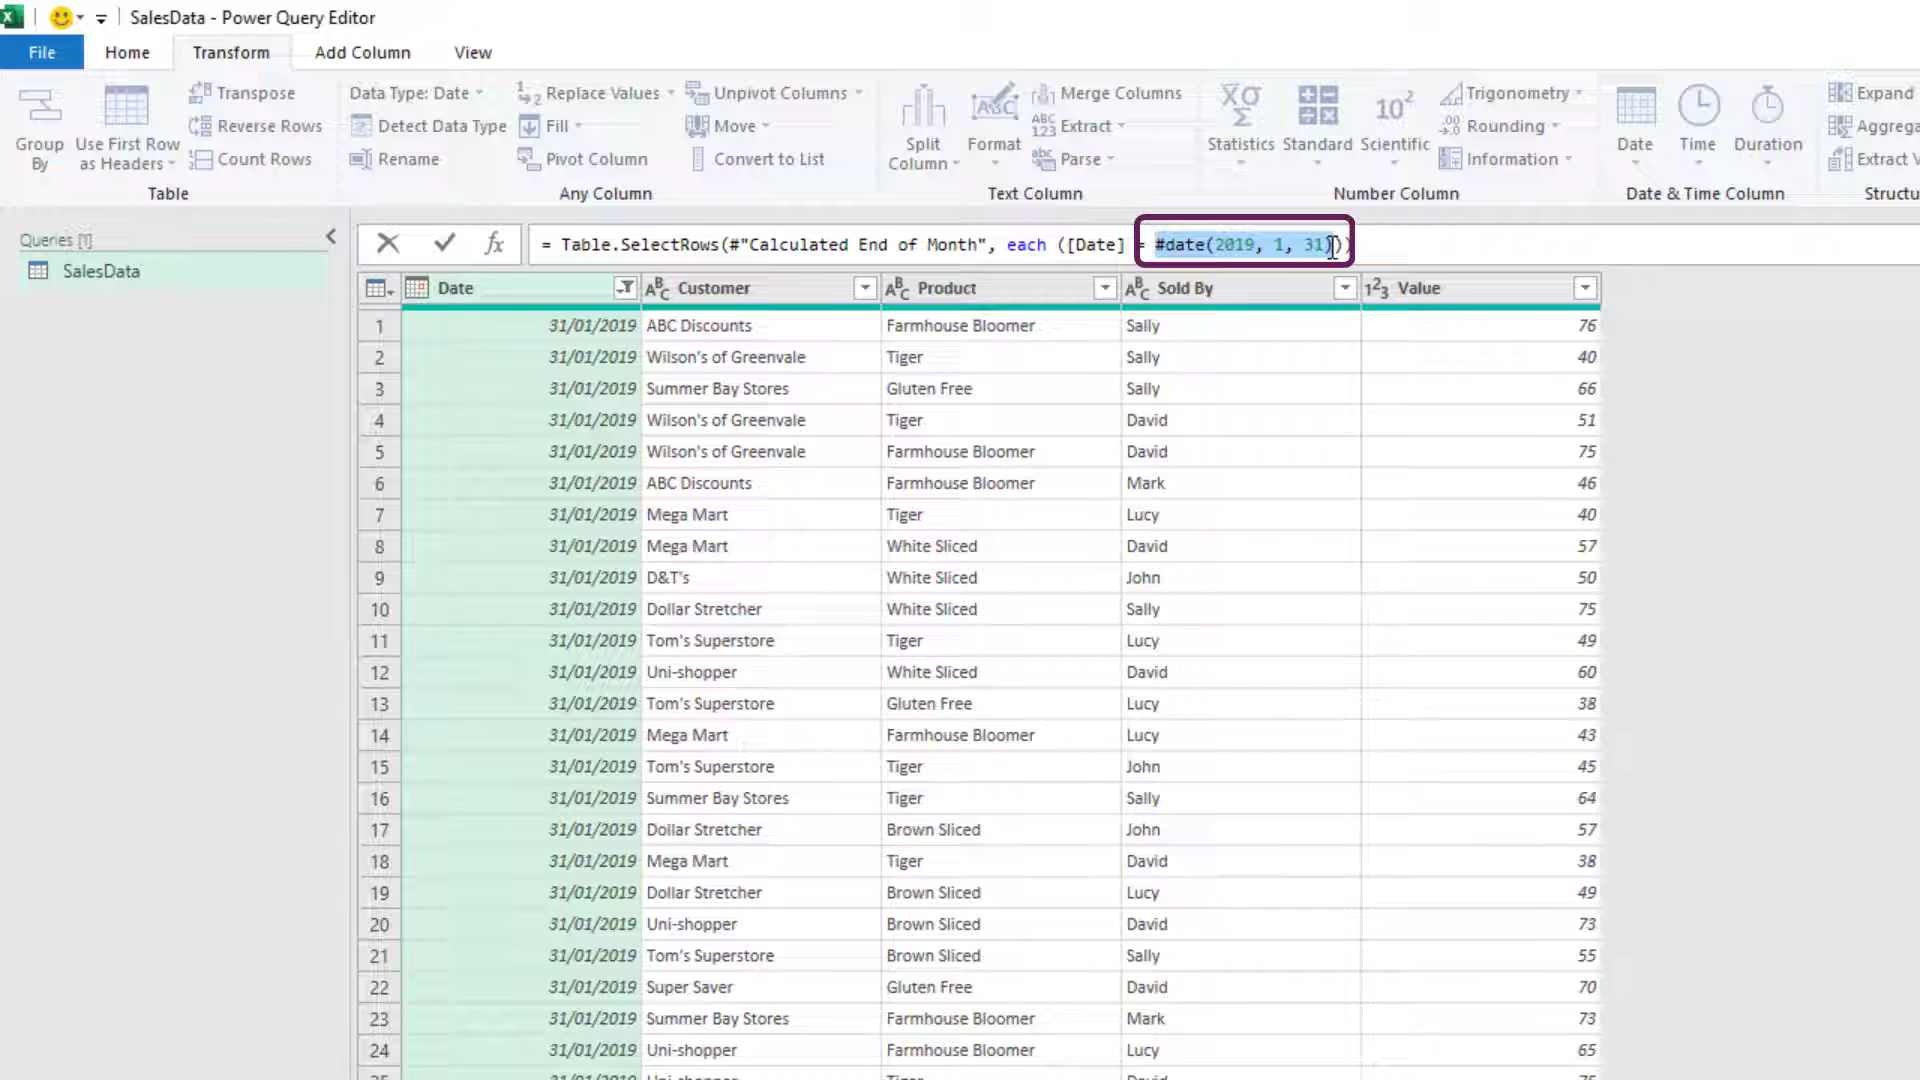 SalesData - Power Query Editor
File Home Transform Add Column View
Group By
Use First Row as Headers
Transpose
Reverse Rows
Count Rows
Table
Data Type: Date
Detect Data Type
Rename
Replace Values
Fill
Pivot Column
Unpivot Columns
Move
Convert to List
Any Column
Split Column
Format
Merge Columns
Extract
Parse
Text Column
Statistics
Standard
Scientific
Trigonometry
Rounding
Information
Number Column
Date
Time
Duration
Date & Time Column
Expand
Aggrega
Extract V
Structu
Queries [1]
SalesData
= Table.SelectRows(#"Calculated End of Month", each ([Date] = #date(2019, 1, 31)))
Date Customer Product Sold By Value
1 31/01/2019 ABC Discounts Farmhouse Bloomer Sally 76
2 31/01/2019 Wilson's of Greenvale Tiger Sally 40
3 31/01/2019 Summer Bay Stores Gluten Free Sally 66
4 31/01/2019 Wilson's of Greenvale Tiger David 51
5 31/01/2019 Wilson's of Greenvale Farmhouse Bloomer David 75
6 31/01/2019 ABC Discounts Farmhouse Bloomer Mark 46
7 31/01/2019 Mega Mart Tiger Lucy 40
8 31/01/2019 Mega Mart White Sliced David 57
9 31/01/2019 D&T's White Sliced John 50
10 31/01/2019 Dollar Stretcher White Sliced Sally 75
11 31/01/2019 Tom's Superstore Tiger Lucy 49
12 31/01/2019 Uni-shopper White Sliced David 60
13 31/01/2019 Tom's Superstore Gluten Free Lucy 38
14 31/01/2019 Mega Mart Farmhouse Bloomer Lucy 43
15 31/01/2019 Tom's Superstore Tiger John 45
16 31/01/2019 Summer Bay Stores Tiger Sally 64
17 31/01/2019 Dollar Stretcher Brown Sliced John 57
18 31/01/2019 Mega Mart Tiger David 38
19 31/01/2019 Dollar Stretcher Brown Sliced Lucy 49
20 31/01/2019 Uni-shopper Brown Sliced David 73
21 31/01/2019 Tom's Superstore Brown Sliced Sally 55
22 31/01/2019 Super Saver Gluten Free David 70
23 31/01/2019 Summer Bay Stores Farmhouse Bloomer Mark 73
24 31/01/2019 Uni-shopper Farmhouse Bloomer Lucy 65